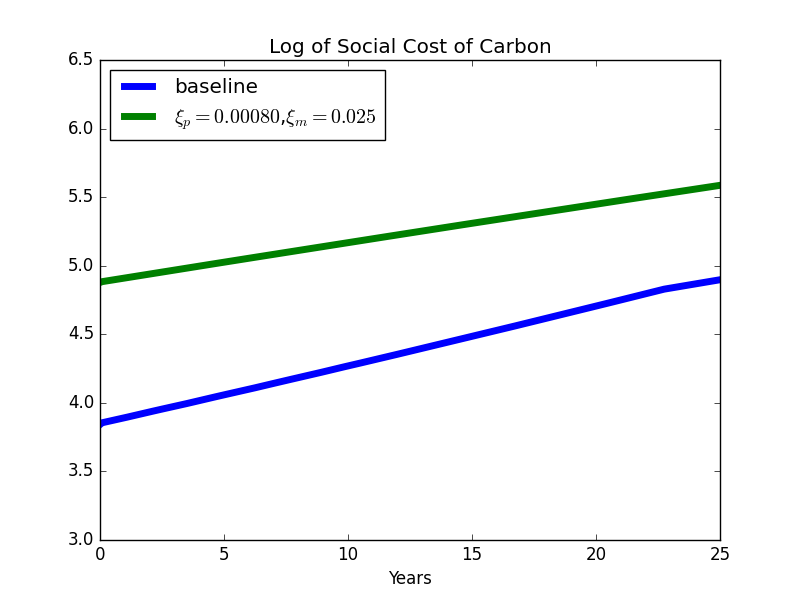 Log of Social Cost of Carbon
6.5
baseline
ξp = 0.00080,ξm = 0.025
6.0
5.5
5.0
4.5
4.0
3.5
3.0
0 5 10 15 20 25
Years